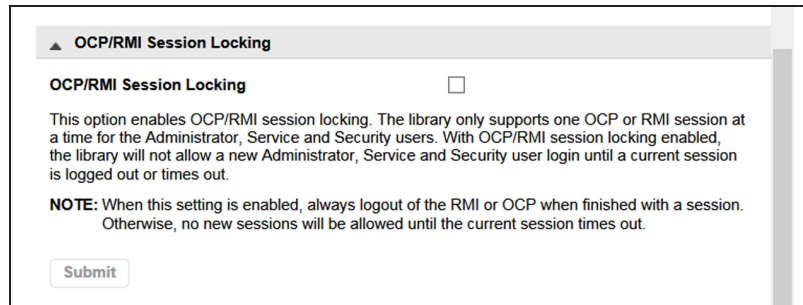 OCP/RMI Session Locking
OCP/RMI Session Locking
This option enables OCP/RMI session locking. The library only supports one OCP or RMI session at
a time for the Administrator, Service and Security users. With OCP/RMI session locking enabled,
the library will not allow a new Administrator, Service and Security user login until a current session
is logged out or times out.
NOTE: When this setting is enabled, always logout of the RMI or OCP when finished with a session.
Otherwise, no new sessions will be allowed until the current session times out.
Submit